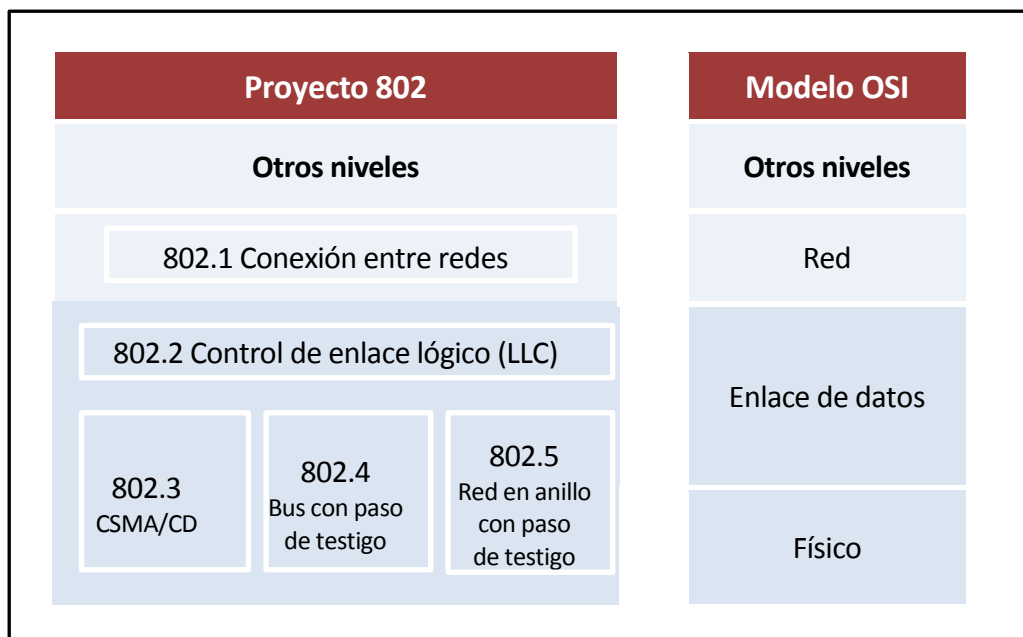 Proyecto 802
Otros niveles
802.1 Conexión entre redes
802.2 Control de enlace lógico (LLC)
802.3
CSMA/CD
802.4
Bus con paso
de testigo
802.5
Red en anillo
con paso
de testigo
Modelo OSI
Otros niveles
Red
Enlace de datos
Físico